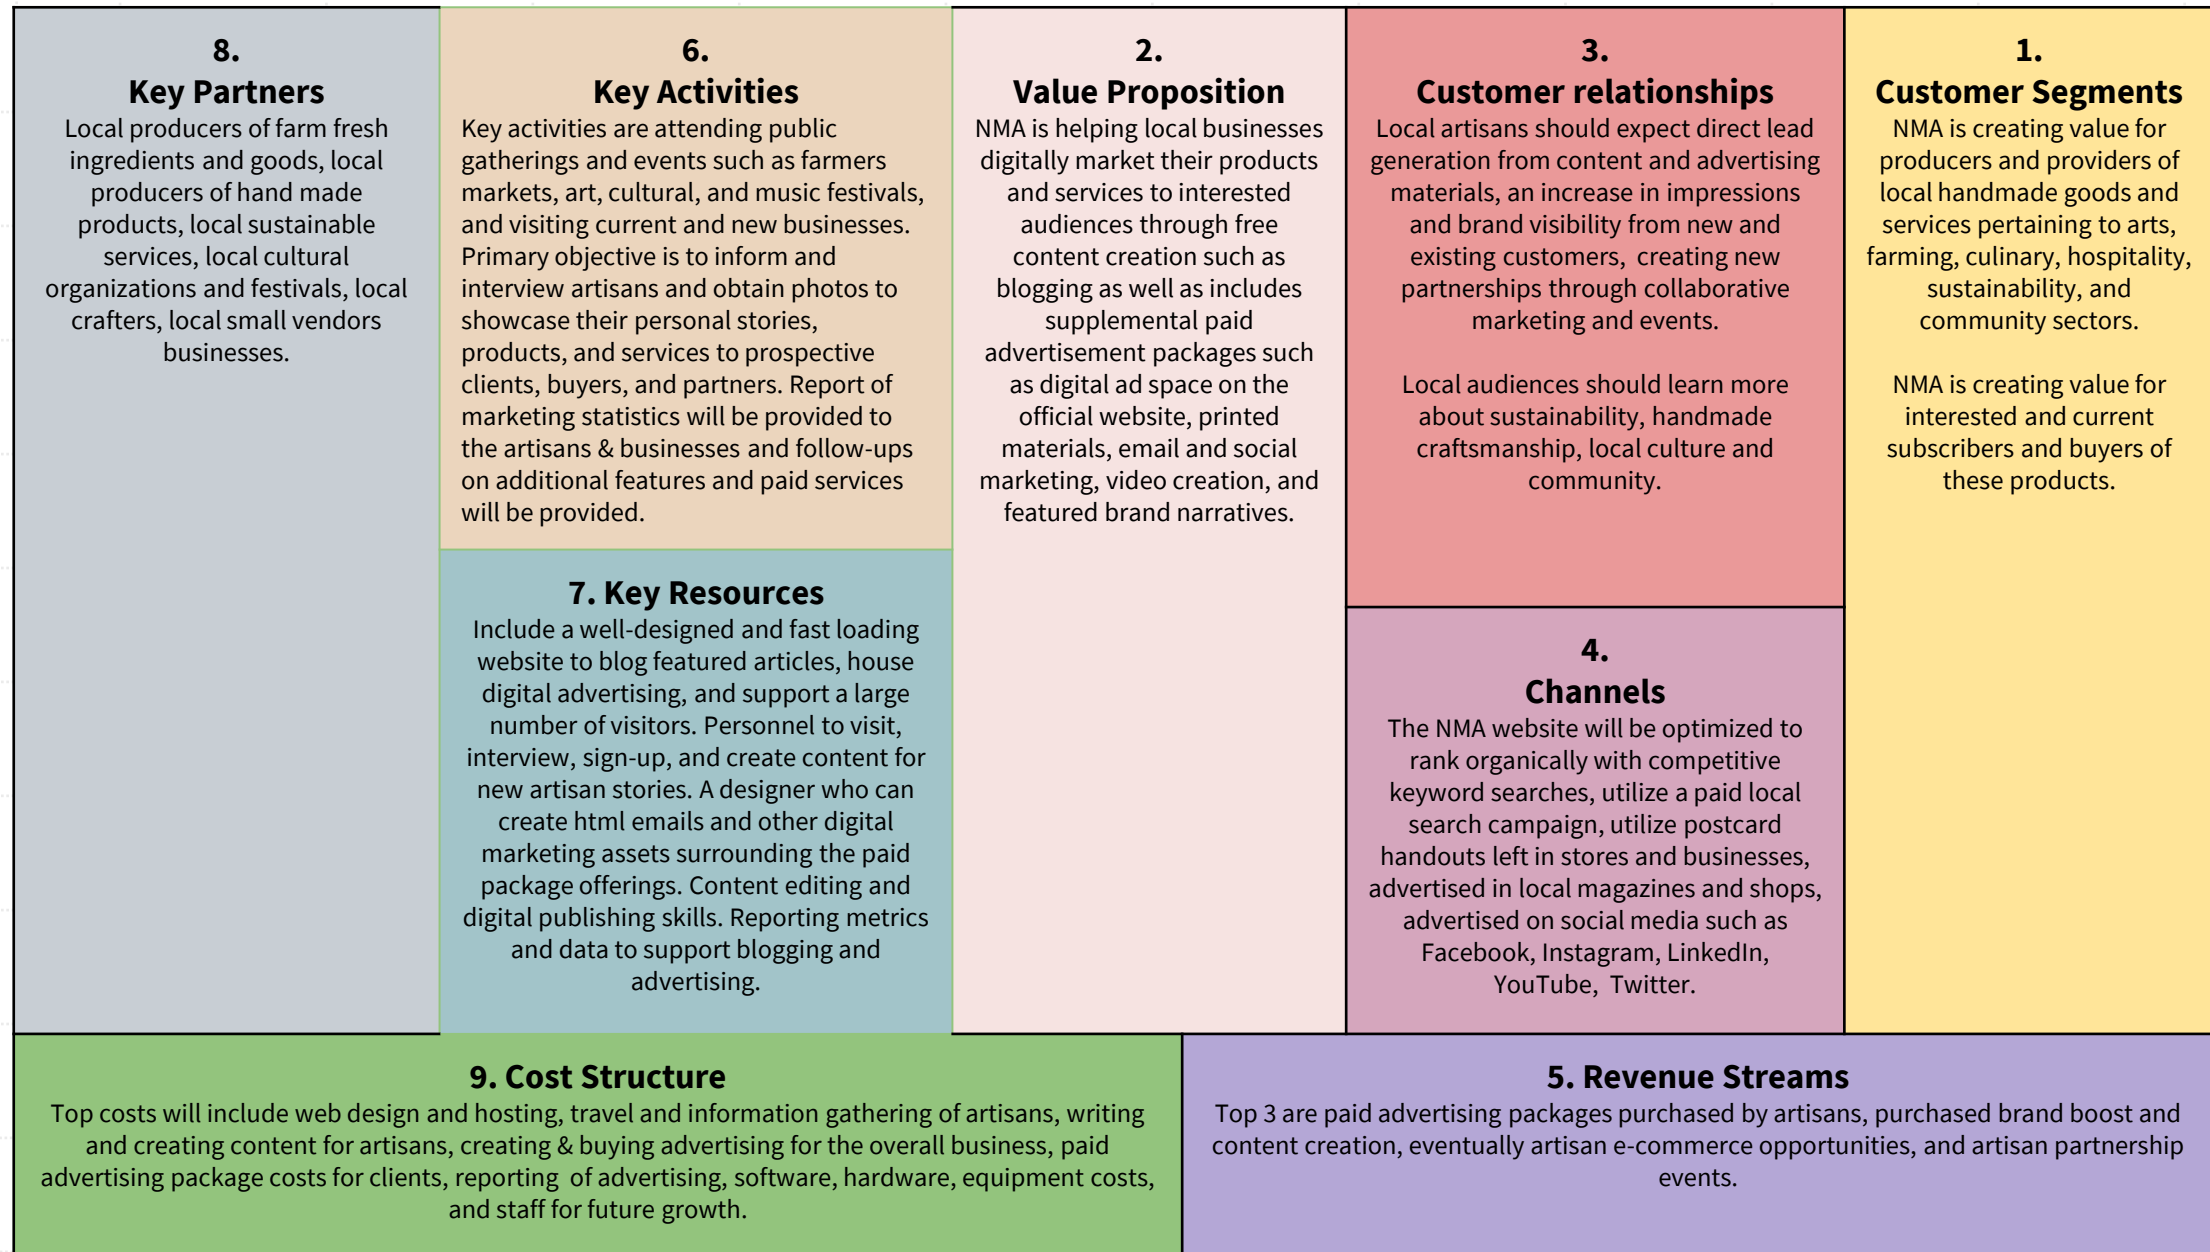 8.
Key Partners
Local producers of farm fresh
ingredients and goods, local
producers of hand made
products, local sustainable
services, local cultural
organizations and festivals, local
crafters, local small vendors
businesses.
6.
Key Activities
Key activities are attending public
gatherings and events such as farmers
markets, art, cultural, and music festivals,
and visiting current and new businesses.
Primary objective is to inform and
interview artisans and obtain photos to
showcase their personal stories,
products, and services to prospective
clients, buyers, and partners. Report of
marketing statistics will be provided to
the artisans & businesses and follow-ups
on additional features and paid services
will be provided.
7. Key Resources
Include a well-designed and fast loading
website to blog featured articles, house
digital advertising, and support a large
number of visitors. Personnel to visit,
interview, sign-up, and create content for
new artisan stories. A designer who can
create html emails and other digital
marketing assets surrounding the paid
package offerings. Content editing and
digital publishing skills. Reporting metrics
and data to support blogging and
advertising.
2.
Value Proposition
NMA is helping local businesses
digitally market their products
and services to interested
audiences through free
content creation such as
blogging as well as includes
supplemental paid
advertisement packages such
as digital ad space on the
official website, printed
materials, email and social
marketing, video creation, and
featured brand narratives.
3.
Customer relationships
Local artisans should expect direct lead
generation from content and advertising
materials, an increase in impressions
and brand visibility from new and
existing customers,  creating new
partnerships through collaborative
marketing and events.
Local audiences should learn more
about sustainability, handmade
craftsmanship, local culture and
community.
4.
Channels
The NMA website will be optimized to
rank organically with competitive
keyword searches, utilize a paid local
search campaign, utilize postcard
handouts left in stores and businesses,
advertised in local magazines and shops,
advertised on social media such as
Facebook, Instagram, LinkedIn,
YouTube,  Twitter.
1.
Customer Segments
NMA is creating value for
producers and providers of
local handmade goods and
services pertaining to arts,
farming, culinary, hospitality,
sustainability, and
community sectors.
NMA is creating value for
interested and current
subscribers and buyers of
these products.
9. Cost Structure
Top costs will include web design and hosting, travel and information gathering of artisans, writing
and creating content for artisans, creating & buying advertising for the overall business, paid
advertising package costs for clients, reporting  of advertising, software, hardware, equipment costs,
and staff for future growth.
5. Revenue Streams
Top 3 are paid advertising packages purchased by artisans, purchased brand boost and
content creation, eventually artisan e-commerce opportunities, and artisan partnership
events.